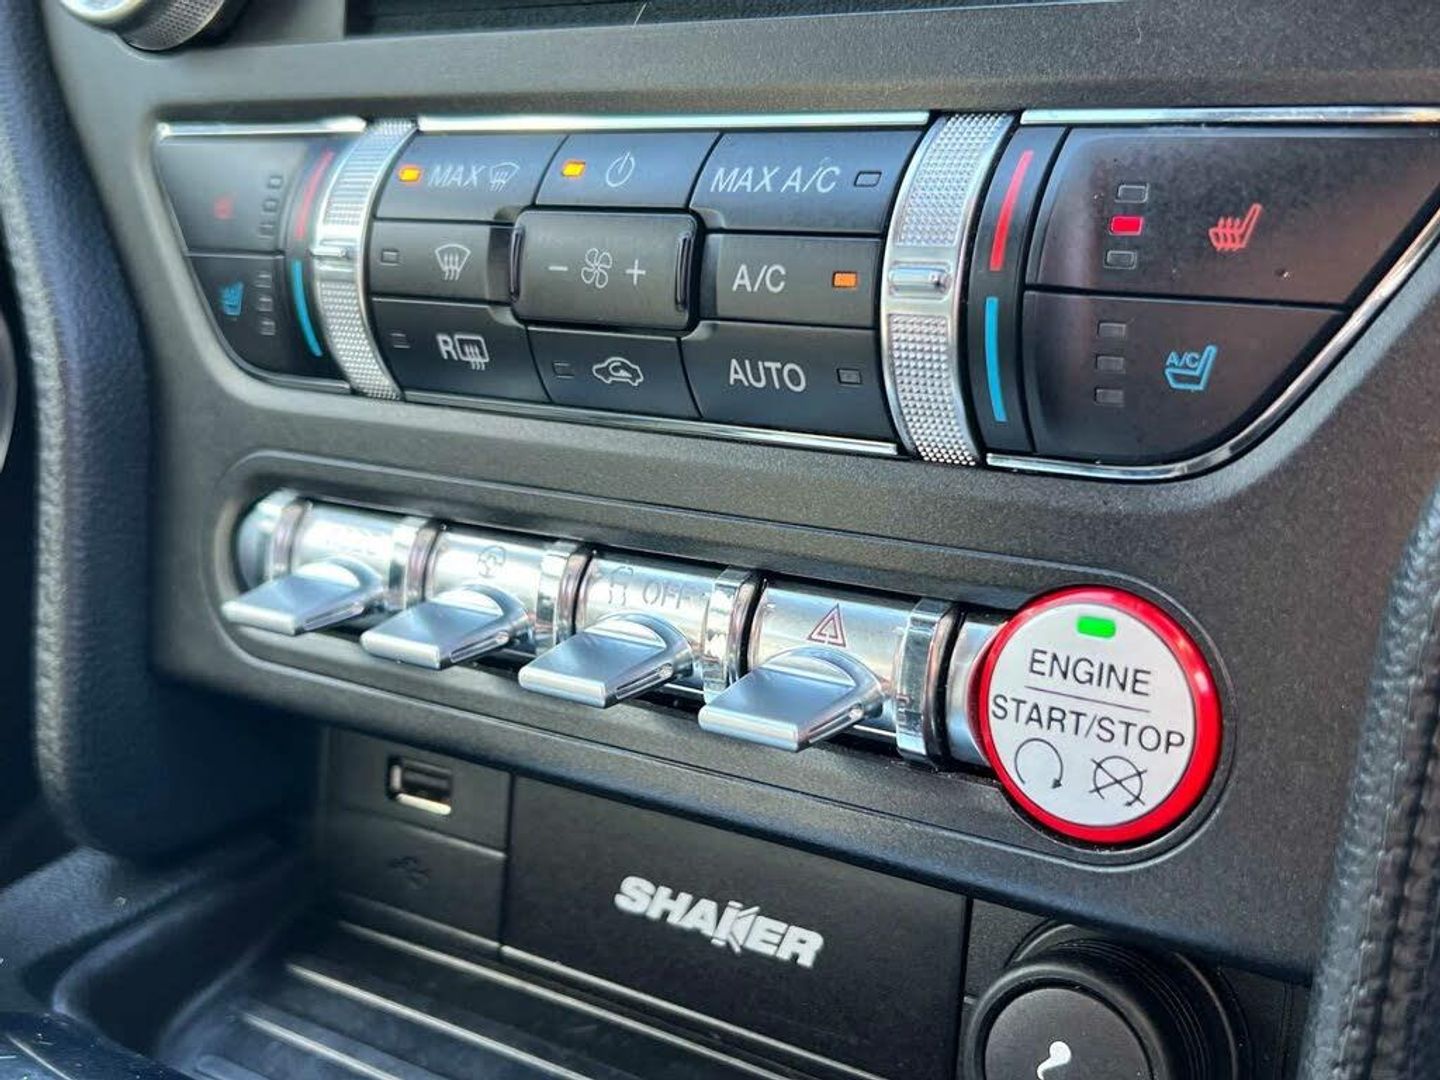 MAX
MAX A/C
- +
A/C
R
AUTO
A/C
OFF
ENGINE
START/STOP
SHAKER